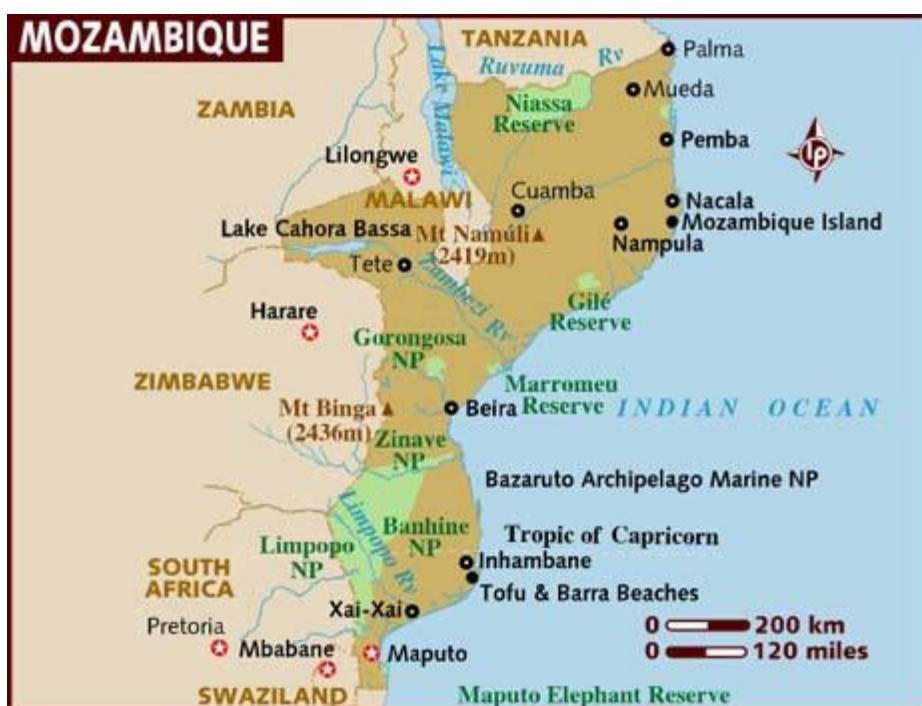 MOZAMBIQUE
TANZANIA
Ruvuma Rv
Palma
Mueda
Lake Malawi
Niassa
Reserve
ZAMBIA
Pemba
lp
Lilongwe
MALAWI
Cuamba
Nacala
Mozambique Island
Nampula
Lake Cahora Bassa
Mt Namúli
(2419m)
Tete
Zambezi Rv
Gilé
Reserve
Harare
Gorongosa
NP
ZIMBABWE
Marromeu
Reserve
INDIAN OCEAN
Mt Binga
(2436m)
Beira
Zinave
NP
Bazaruto Archipelago Marine NP
Limpopo Rv
Banhine
NP
Tropic of Capricorn
Limpopo
NP
Inhambane
SOUTH
AFRICA
Tofu & Barra Beaches
Xai-Xai
Pretoria
0 200 km
0 120 miles
Mbabane
Maputo
SWAZILAND
Maputo Elephant Reserve